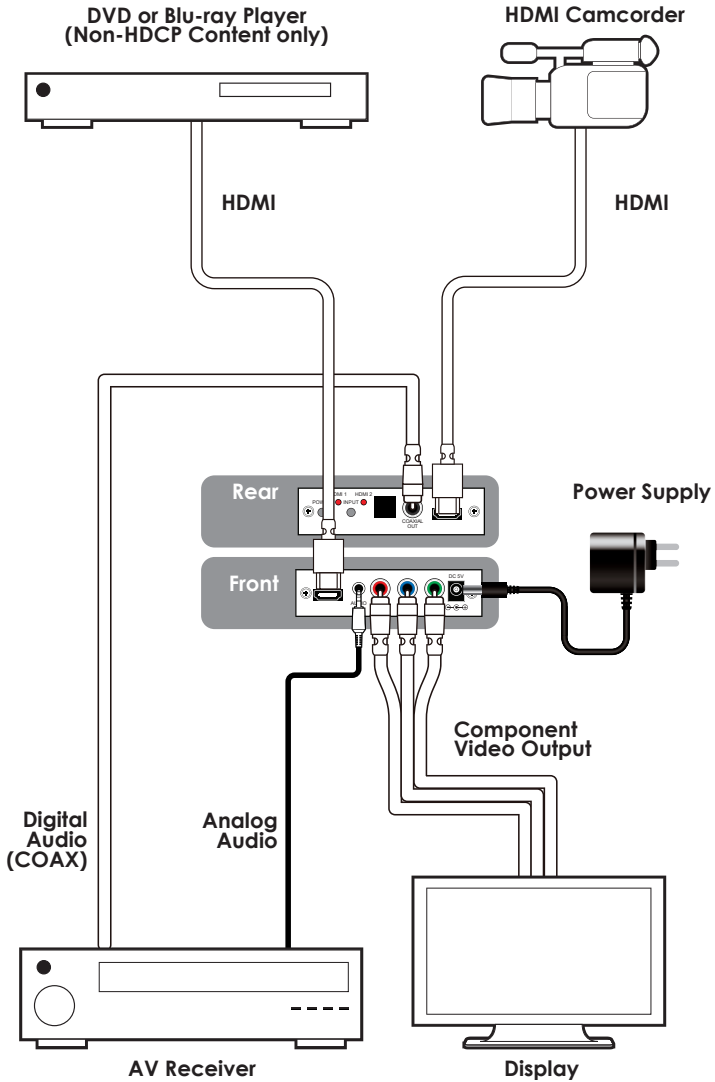 DVD or Blu-ray Player
(Non-HDCP Content only)
HDMI Camcorder
HDMI
HDMI
Rear
HDMI 2
INPUT
COAXIAL
OUT
Power Supply
Front
DC 5V
Component
Video Output
Digital
Audio
(COAX)
Analog
Audio
AV Receiver
Display